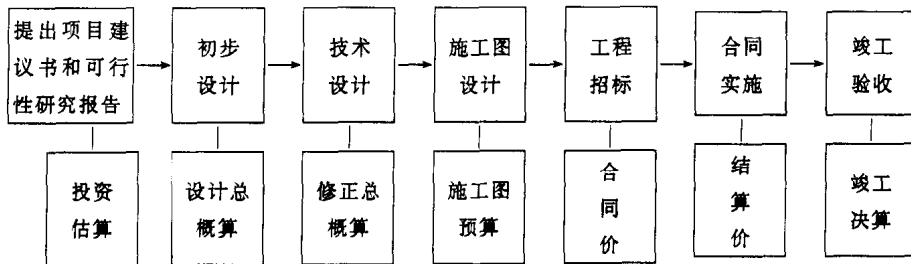 提出项目建
议书和可行
性研究报告
初步
设计
技术
设计
施工图
设计
工程
招标
合同
实施
竣工
验收
投资
估算
设计总
概算
修正总
概算
施工图
预算
合
同
价
结
算
价
竣工
决算